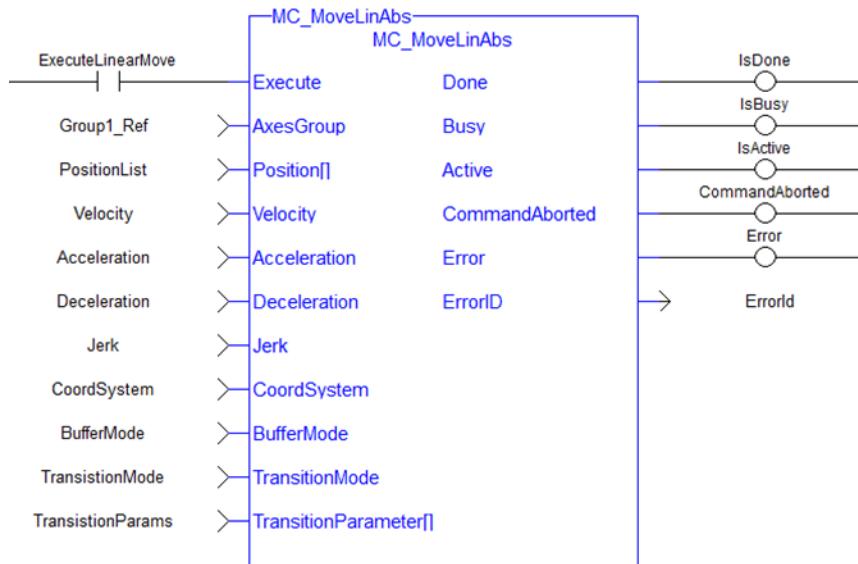 MC_MoveLinAbs
MC_MoveLinAbs
ExecuteLinearMove Execute Done IsDone
Group1_Ref AxesGroup Busy IsBusy
PositionList Position[] Active IsActive
Velocity Velocity CommandAborted CommandAborted
Acceleration Acceleration Error Error
Deceleration Deceleration ErrorID ErrorId
Jerk Jerk
CoordSystem CoordSystem
BufferMode BufferMode
TransistionMode TransitionMode
TransistionParams TransitionParameter[]